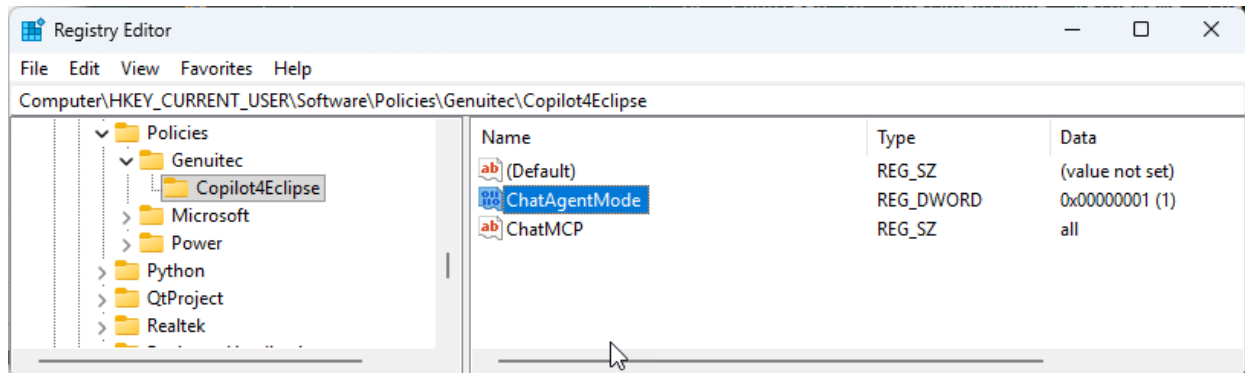 Registry Editor
File Edit View Favorites Help
Computer\HKEY_CURRENT_USER\Software\Policies\Genuitec\Copilot4Eclipse
Policies
Genuitec
Copilot4Eclipse
Microsoft
Power
Python
QtProject
Realtek
Name Type Data
(Default) REG_SZ (value not set)
ChatAgentMode REG_DWORD 0x00000001 (1)
ChatMCP REG_SZ all